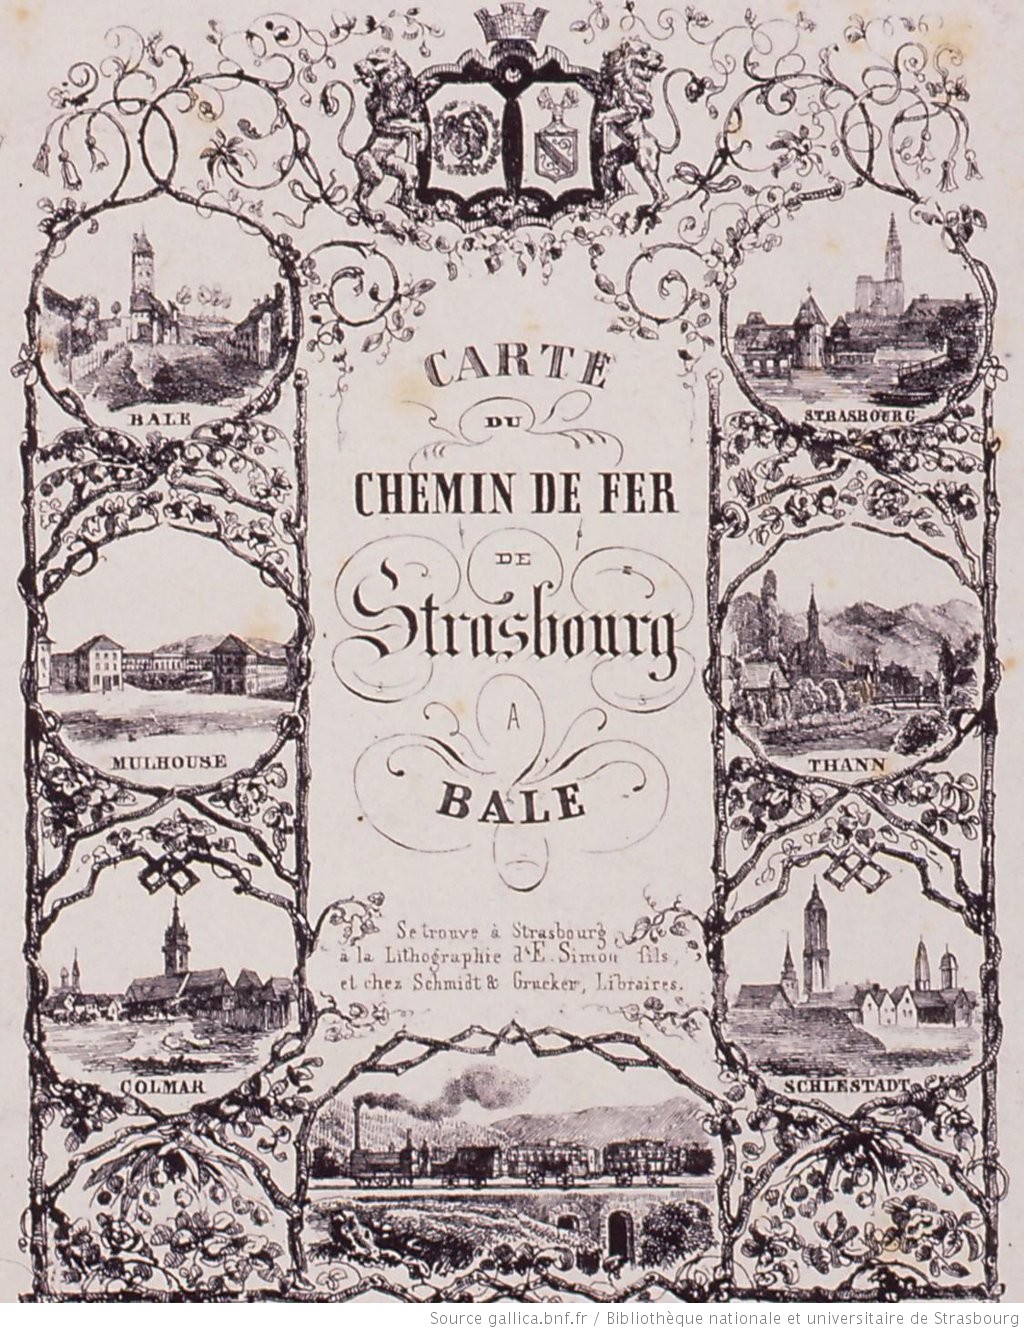 CARTE
DU
CHEMIN DE FER
DE
Strasbourg
A
BALE
Se trouve à Strasbourg,
à la Lithographie d'E. Simon fils,
et chez Schmidt & Grucker, Libraires.
BALE
STRASBOURG
MULHOUSE
THANN
COLMAR
SCHLESTADT
Source gallica.bnf.fr / Bibliothèque nationale et universitaire de Strasbourg